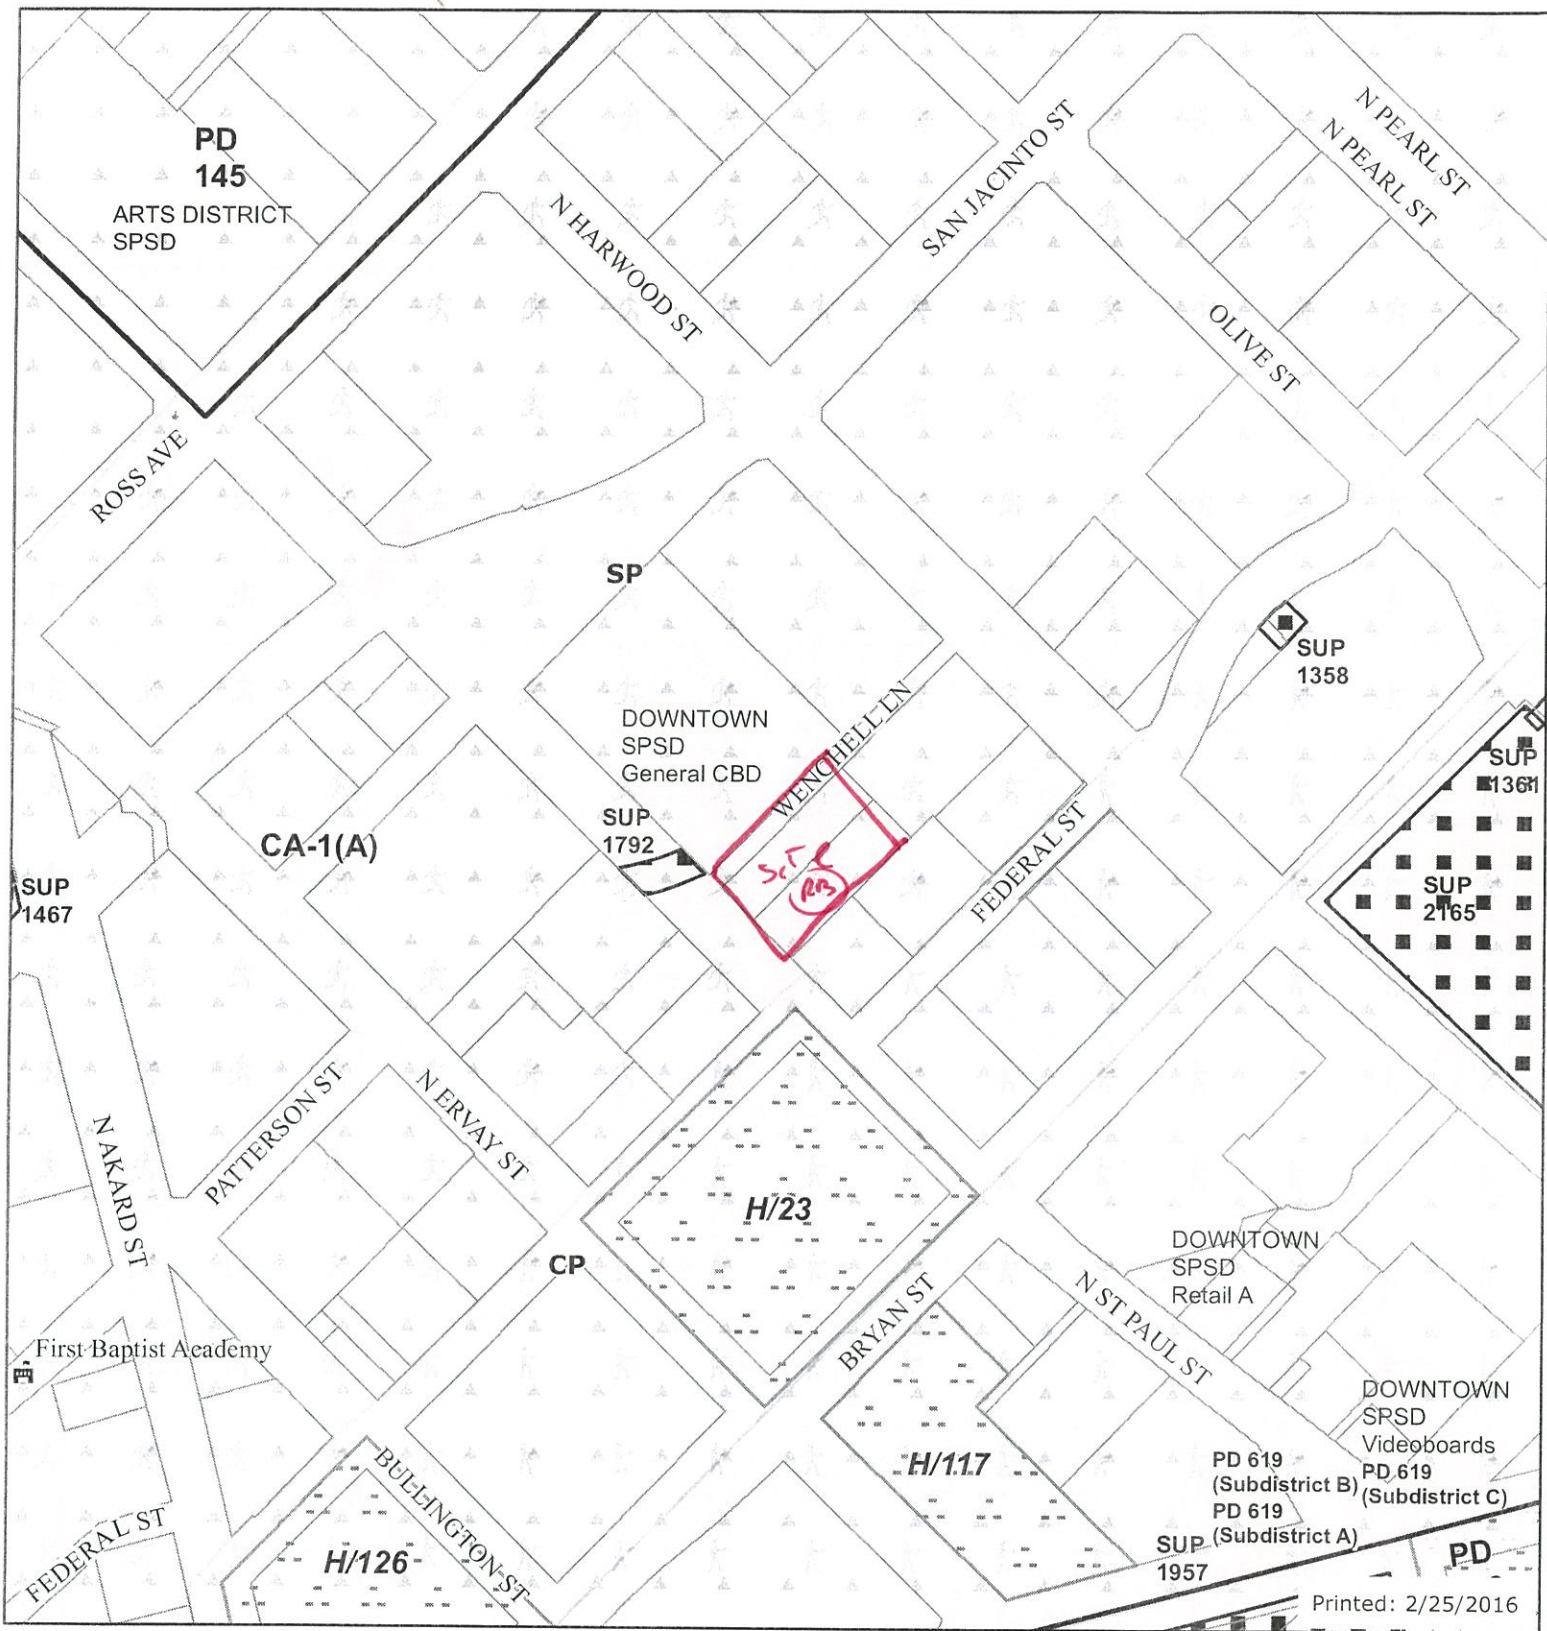 PD
145
ARTS DISTRICT
SPSD
N HARWOOD ST
SAN JACINTO ST
N PEARL ST
N PEARL ST
OLIVE ST
ROSS AVE
SP
SUP
1358
DOWNTOWN
SPSD
General CBD
WENCHELL LN
SUP
1361
SUP
1792
CA-1(A)
Site
RB
FEDERAL ST
SUP
1467
SUP
2165
PATTERSON ST
N ERVAY ST
N AKARD ST
H/23
CP
DOWNTOWN
SPSD
Retail A
BRYAN ST
N ST PAUL ST
First Baptist Academy
DOWNTOWN
SPSD
Videoboards
PD 619
(Subdistrict C)
PD 619
(Subdistrict B)
PD 619
(Subdistrict A)
H/117
BULLINGTON ST
FEDERAL ST
H/126
SUP
1957
PD
Printed: 2/25/2016